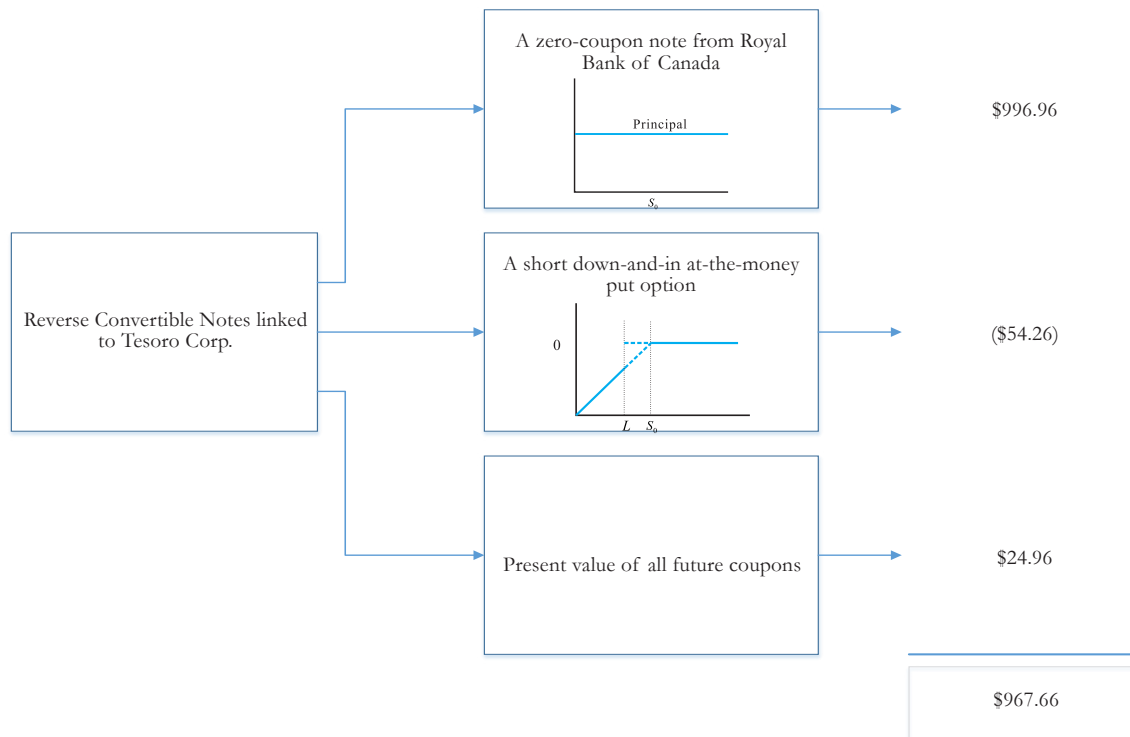 A zero-coupon note from Royal
Bank of Canada
Principal
S₀
$996.96
Reverse Convertible Notes linked
to Tesoro Corp.
A short down-and-in at-the-money
put option
0
L S₀
($54.26)
Present value of all future coupons
$24.96
$967.66